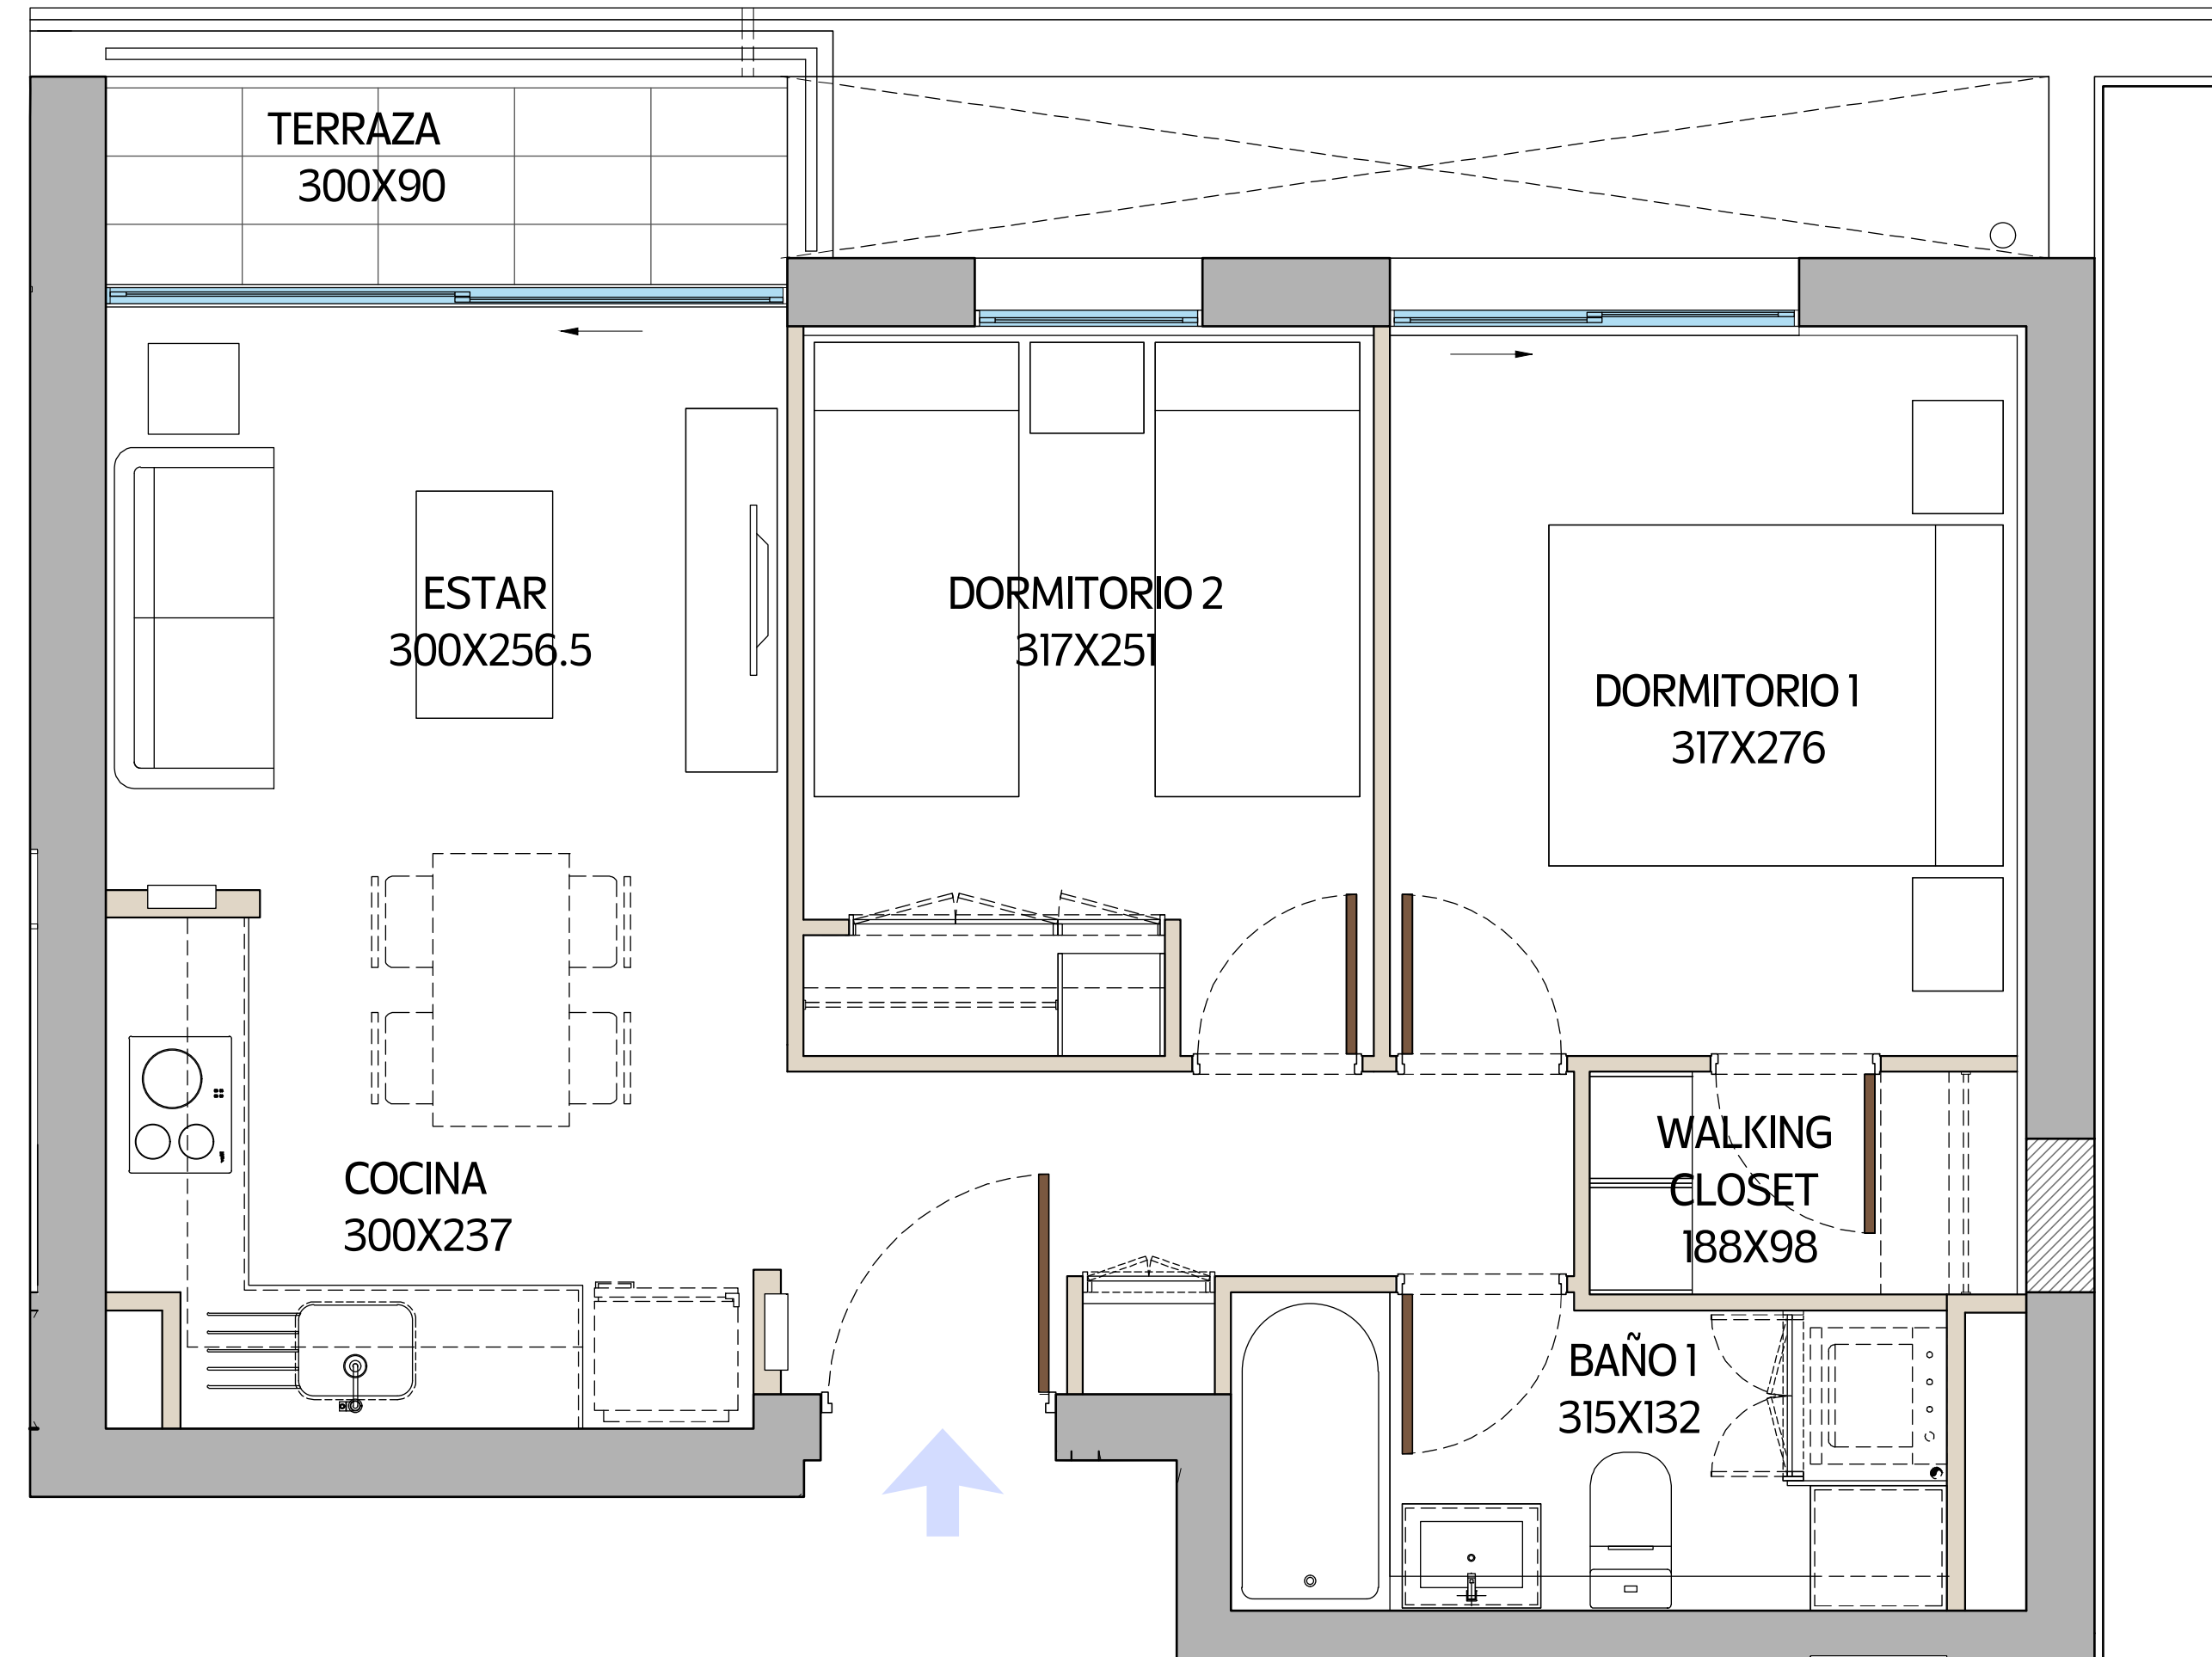 TERRAZA
300X90
ESTAR
300X256.5
DORMITORIO 2
317X251
DORMITORIO 1
317X276
COCINA
300X237
WALKING
CLOSET
188X98
BAÑO 1
315X132